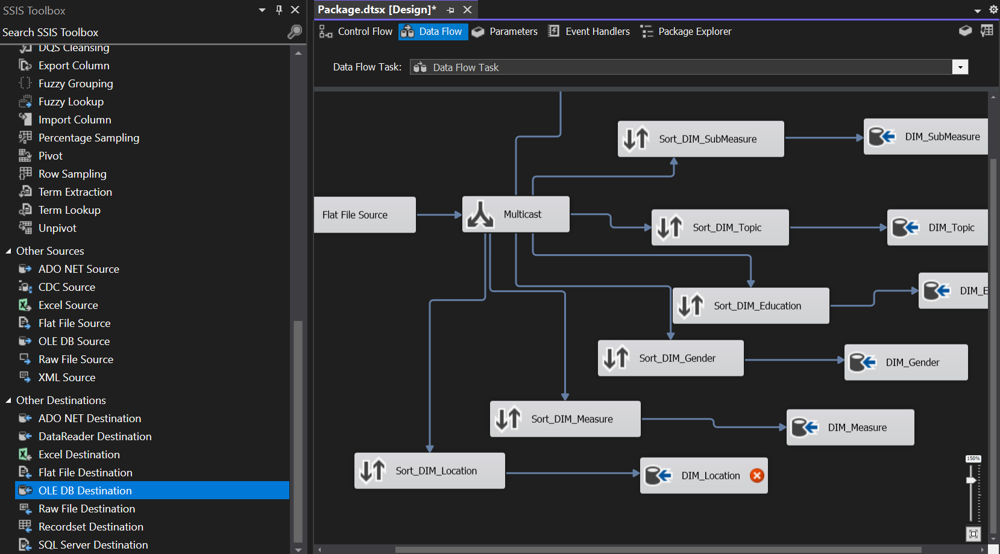 SSIS Toolbox
Search SSIS Toolbox
DQS Cleansing
Export Column
Fuzzy Grouping
Fuzzy Lookup
Import Column
Percentage Sampling
Pivot
Row Sampling
Term Extraction
Term Lookup
Unpivot
Other Sources
ADO NET Source
CDC Source
Excel Source
Flat File Source
OLE DB Source
Raw File Source
XML Source
Other Destinations
ADO NET Destination
DataReader Destination
Excel Destination
Flat File Destination
OLE DB Destination
Raw File Destination
Recordset Destination
SQL Server Destination
Package.dtsx [Design]*
Control Flow Data Flow Parameters Event Handlers Package Explorer
Data Flow Task: Data Flow Task
Sort_DIM_SubMeasure
DIM_SubMeasure
Flat File Source
Multicast
Sort_DIM_Topic
DIM_Topic
Sort_DIM_Education
DIM_E
Sort_DIM_Gender
DIM_Gender
Sort_DIM_Measure
DIM_Measure
Sort_DIM_Location
DIM_Location
150%